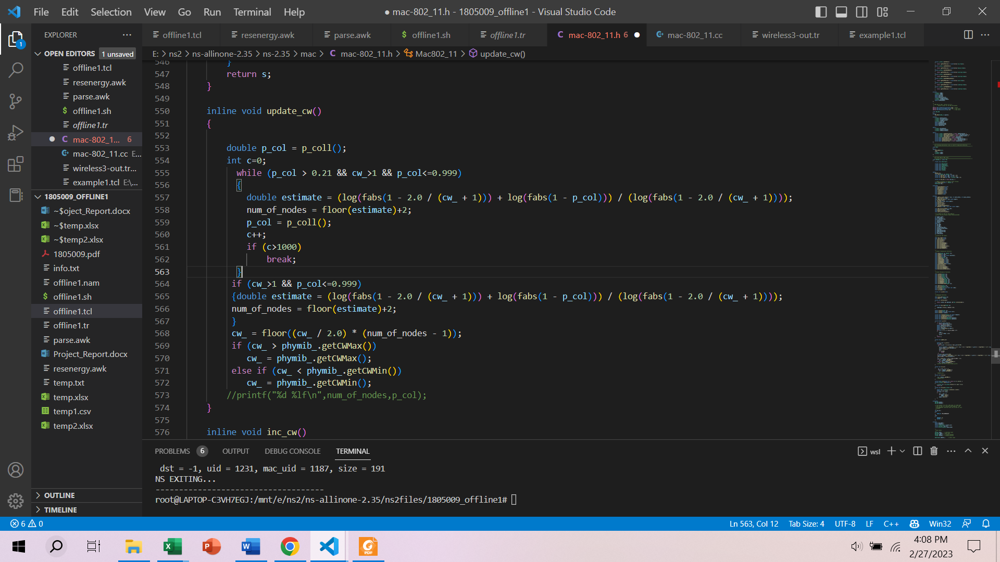 File Edit Selection View Go Run Terminal Help
● mac-802_11.h - 1805009_offline1 - Visual Studio Code
EXPLORER
offline1.tcl resenergy.awk parse.awk offline1.sh offline1.tr mac-802_11.h 6 mac-802_11.cc wireless3-out.tr example1.tcl
E: > ns2 > ns-allinone-2.35 > ns-2.35 > mac > mac-802_11.h > Mac802_11 > update_cw()
1
OPEN EDITORS 1 unsaved
offline1.tcl
resenergy.awk
parse.awk
offline1.sh
offline1.tr
mac-802_1... 6
mac-802_11.cc E...
wireless3-out.tr...
example1.tcl E:\...
1805009_OFFLINE1
~$oject_Report.docx
~$temp.xlsx
~$temp2.xlsx
1805009.pdf
info.txt
offline1.nam
offline1.sh
offline1.tcl
offline1.tr
parse.awk
Project_Report.docx
resenergy.awk
temp.txt
temp.xlsx
temp1.csv
temp2.xlsx
OUTLINE
TIMELINE
546 }
547 return s;
548 }
549
550 inline void update_cw()
551 {
552
553 double p_col = p_coll();
554 int c=0;
555 while (p_col > 0.21 && cw_>1 && p_col<=0.999)
556 {
557 double estimate = (log(fabs(1 - 2.0 / (cw_ + 1))) + log(fabs(1 - p_col))) / (log(fabs(1 - 2.0 / (cw_ + 1))));
558 num_of_nodes = floor(estimate)+2;
559 p_col = p_coll();
560 c++;
561 if (c>1000)
562 break;
563 }
564 if (cw_>1 && p_col<=0.999)
565 {double estimate = (log(fabs(1 - 2.0 / (cw_ + 1))) + log(fabs(1 - p_col))) / (log(fabs(1 - 2.0 / (cw_ + 1))));
566 num_of_nodes = floor(estimate)+2;
567 }
568 cw_ = floor((cw_ / 2.0) * (num_of_nodes - 1));
569 if (cw_ > phymib_.getCWMax())
570 cw_ = phymib_.getCWMax();
571 else if (cw_ < phymib_.getCWMin())
572 cw_ = phymib_.getCWMin();
573 //printf("%d %lf\n",num_of_nodes,p_col);
574 }
575
576 inline void inc_cw()
PROBLEMS 6 OUTPUT DEBUG CONSOLE TERMINAL
wsl
dst = -1, uid = 1231, mac_uid = 1187, size = 191
NS EXITING...
------------------------------------
root@LAPTOP-C3VH7EGJ:/mnt/e/ns2/ns-allinone-2.35/ns2files/1805009_offline1#
6 0
Ln 563, Col 12 Tab Size: 4 UTF-8 LF C++ Win32
4:08 PM
2/27/2023